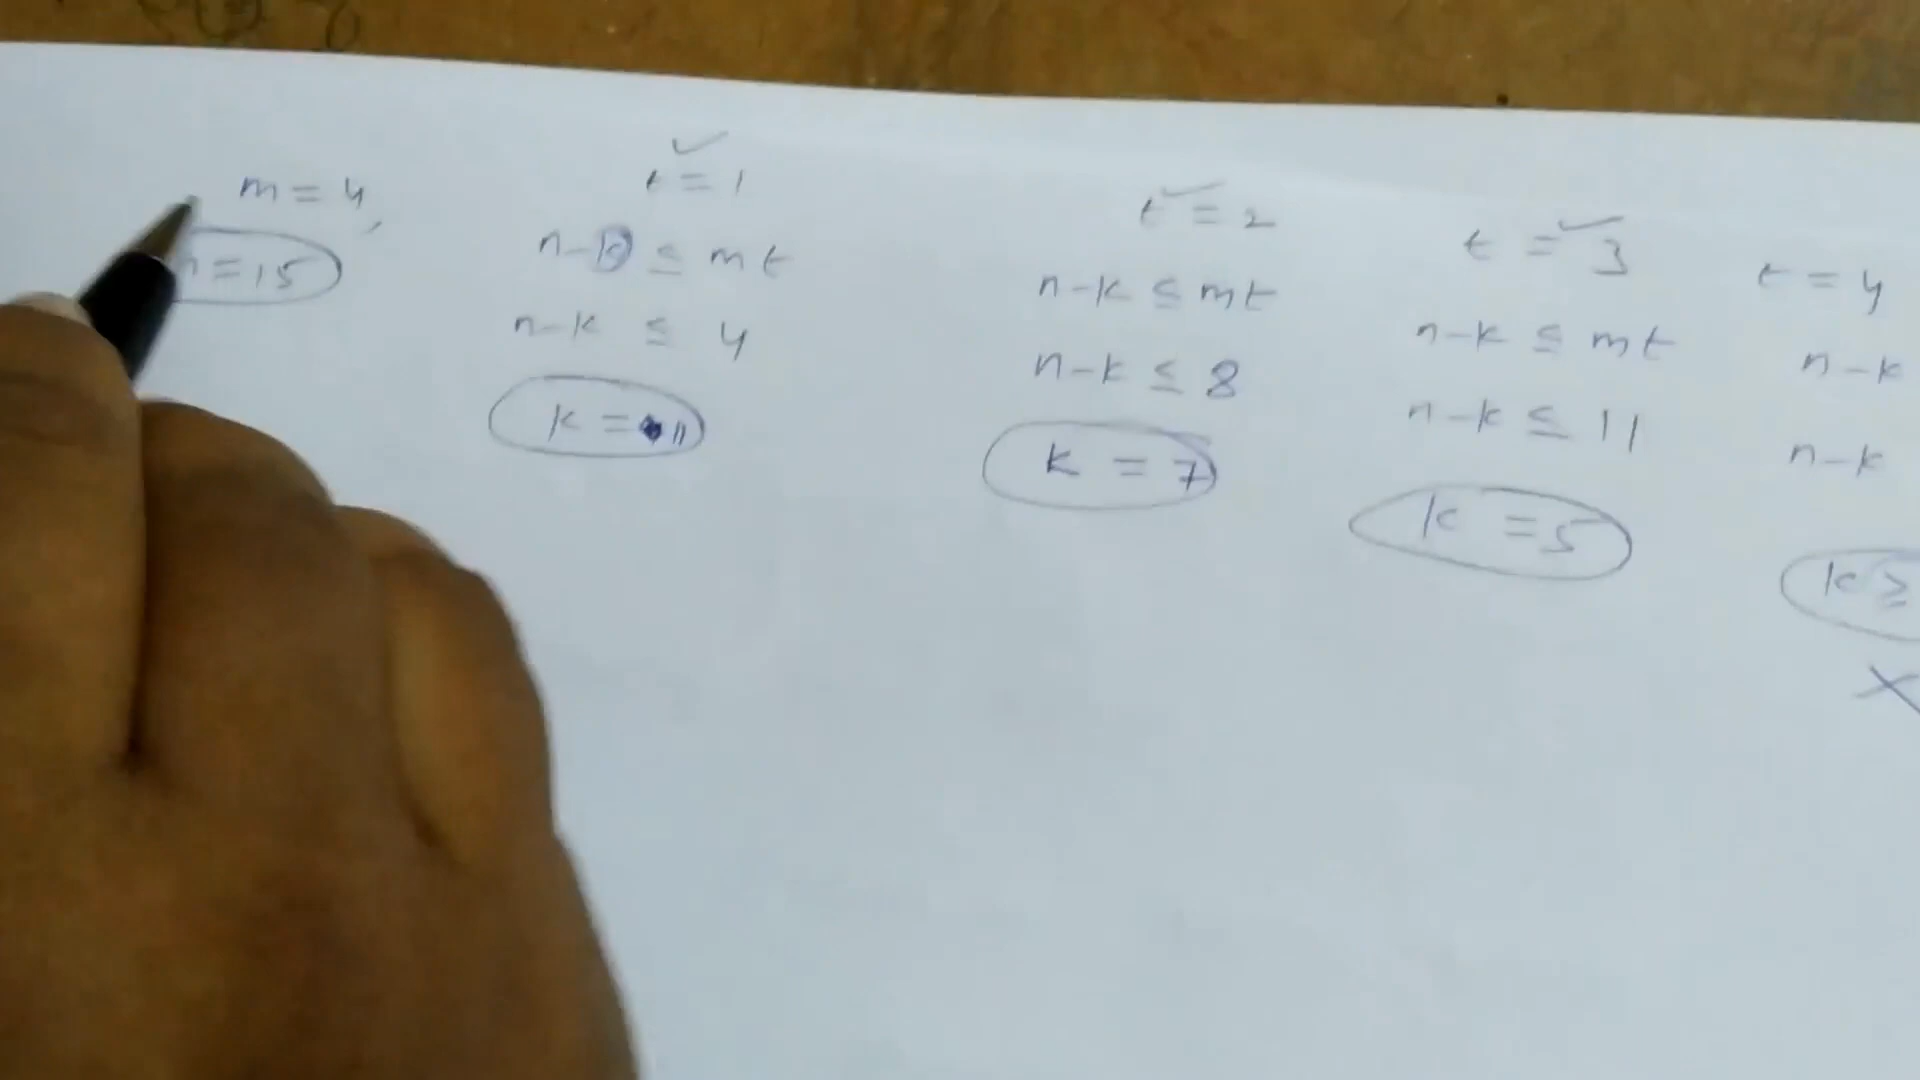 m = 4,
n = 15
t = 1
n-k ≤ mt
n-k ≤ 4
k = 11
t = 2
n-k ≤ mt
n-k ≤ 8
k = 7
t = 3
n-k ≤ mt
n-k ≤ 11
k = 5
t = 4
n-k
n-k
k ≥